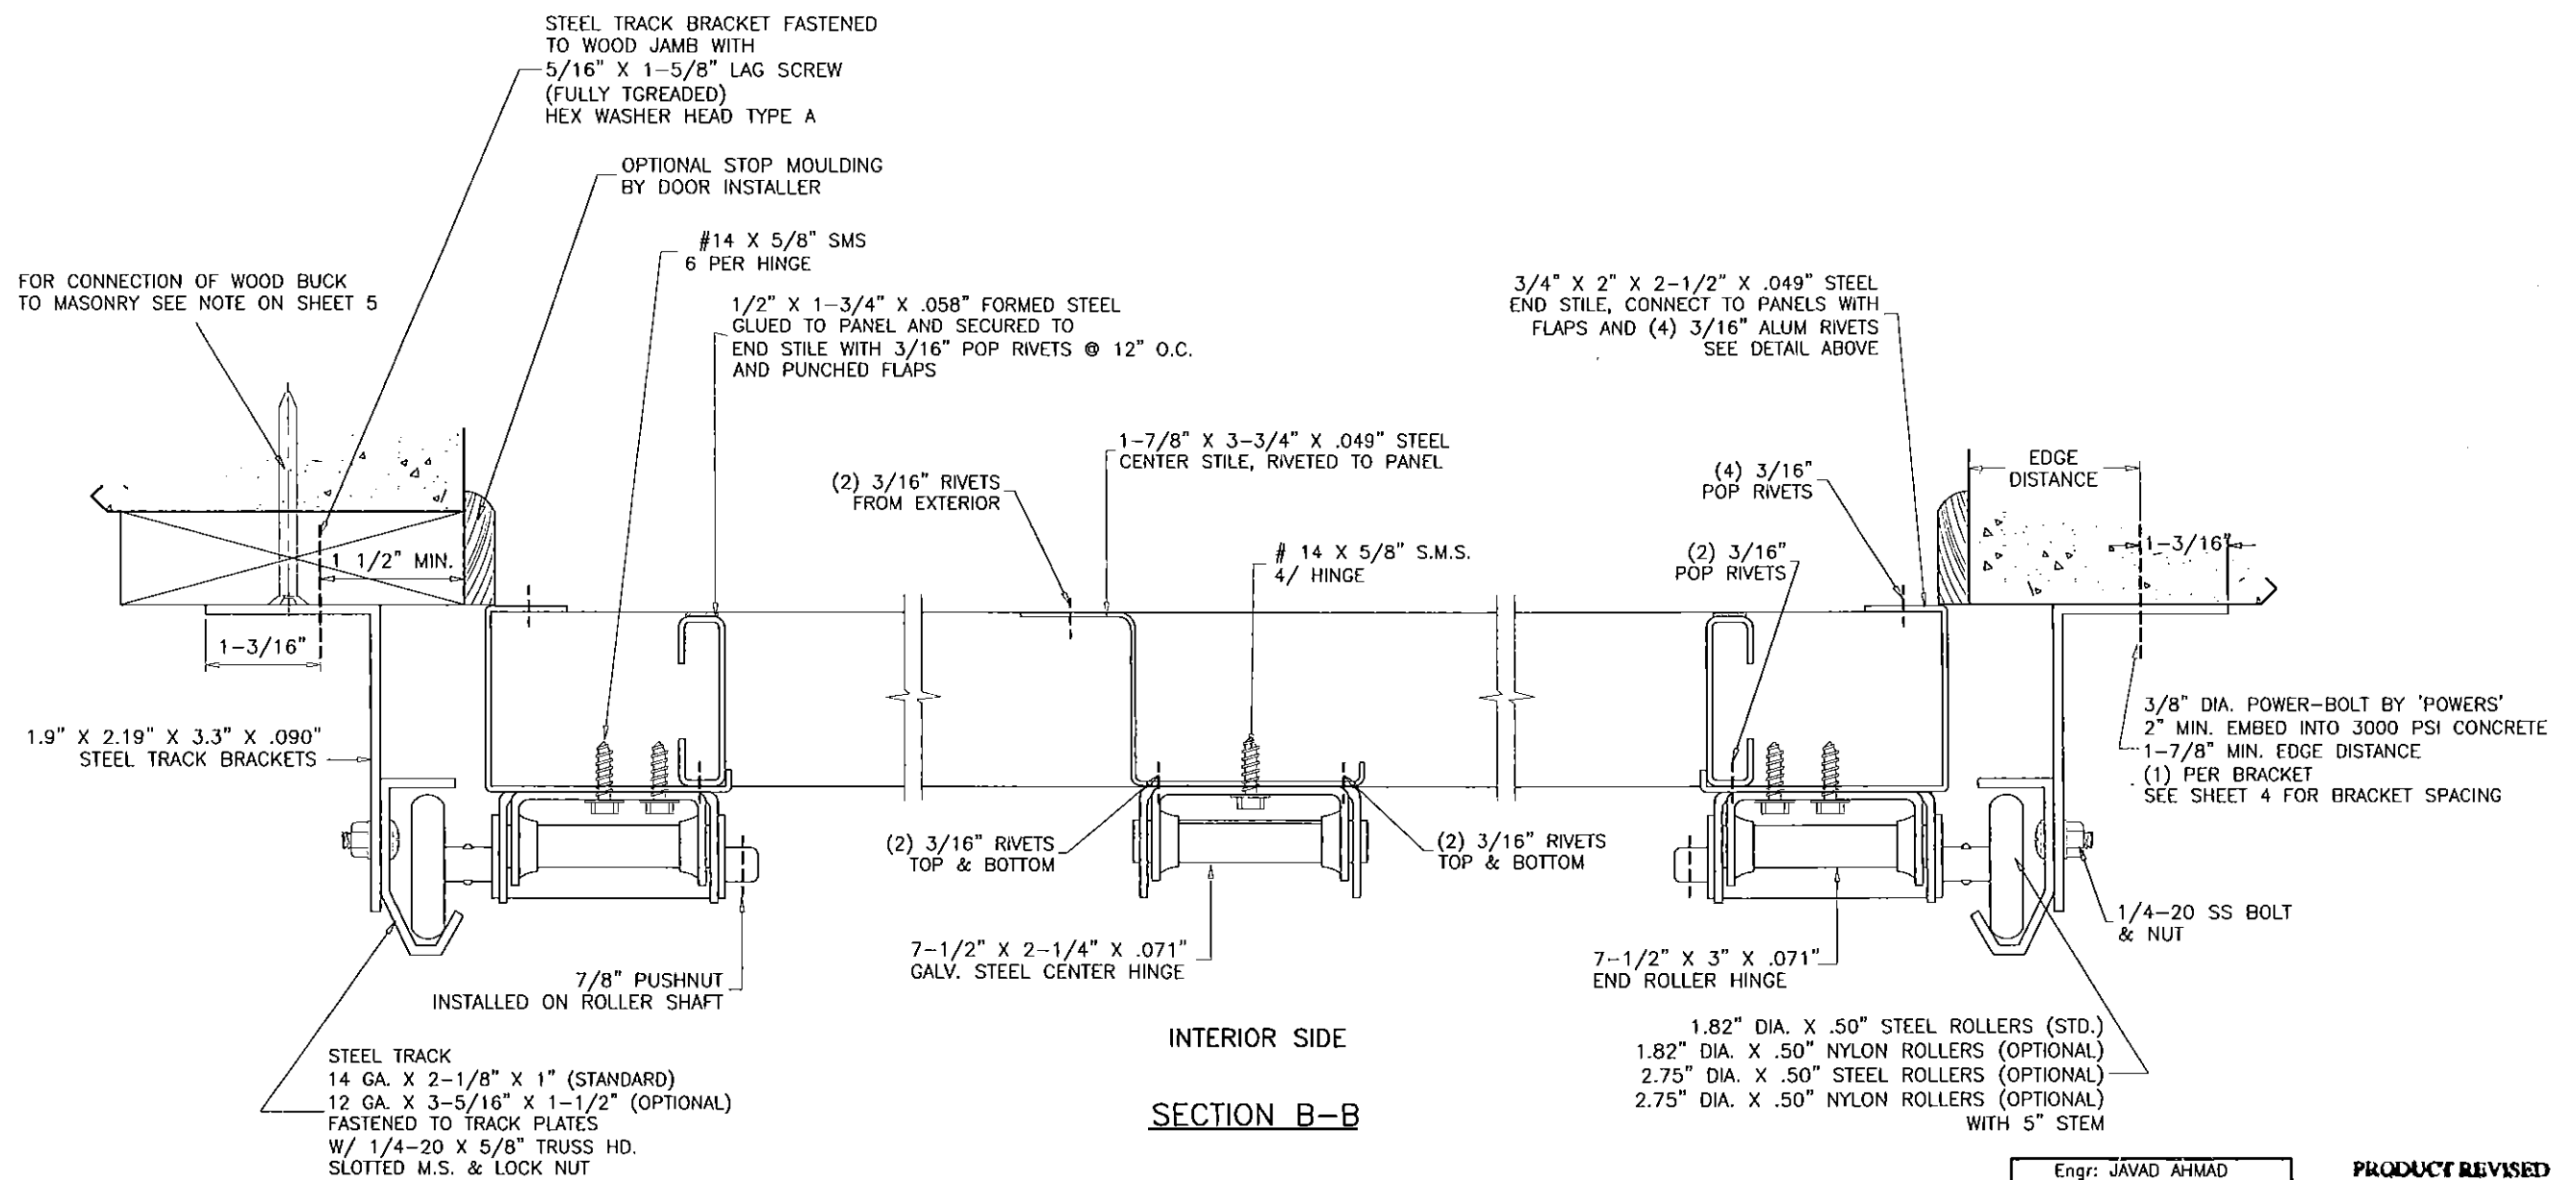 STEEL TRACK BRACKET FASTENED
TO WOOD JAMB WITH
5/16" X 1-5/8" LAG SCREW
(FULLY TGREADED)
HEX WASHER HEAD TYPE A
OPTIONAL STOP MOULDING
BY DOOR INSTALLER
#14 X 5/8" SMS
6 PER HINGE
FOR CONNECTION OF WOOD BUCK
TO MASONRY SEE NOTE ON SHEET 5
1/2" X 1-3/4" X .058" FORMED STEEL
GLUED TO PANEL AND SECURED TO
END STILE WITH 3/16" POP RIVETS @ 12" O.C.
AND PUNCHED FLAPS
3/4" X 2" X 2-1/2" X .049" STEEL
END STILE, CONNECT TO PANELS WITH
FLAPS AND (4) 3/16" ALUM RIVETS
SEE DETAIL ABOVE
1-7/8" X 3-3/4" X .049" STEEL
CENTER STILE, RIVETED TO PANEL
(2) 3/16" RIVETS
FROM EXTERIOR
(4) 3/16"
POP RIVETS
EDGE
DISTANCE
1 1/2" MIN.
# 14 X 5/8" S.M.S.
4/ HINGE
(2) 3/16"
POP RIVETS
1-3/16"
1-3/16"
1.9" X 2.19" X 3.3" X .090"
STEEL TRACK BRACKETS
3/8" DIA. POWER-BOLT BY 'POWERS'
2" MIN. EMBED INTO 3000 PSI CONCRETE
1-7/8" MIN. EDGE DISTANCE
(1) PER BRACKET
SEE SHEET 4 FOR BRACKET SPACING
(2) 3/16" RIVETS
TOP & BOTTOM
(2) 3/16" RIVETS
TOP & BOTTOM
1/4-20 SS BOLT
& NUT
7-1/2" X 2-1/4" X .071"
GALV. STEEL CENTER HINGE
7-1/2" X 3" X .071"
END ROLLER HINGE
7/8" PUSHNUT
INSTALLED ON ROLLER SHAFT
INTERIOR SIDE
SECTION B-B
1.82" DIA. X .50" STEEL ROLLERS (STD.)
1.82" DIA. X .50" NYLON ROLLERS (OPTIONAL)
2.75" DIA. X .50" STEEL ROLLERS (OPTIONAL)
2.75" DIA. X .50" NYLON ROLLERS (OPTIONAL)
WITH 5" STEM
STEEL TRACK
14 GA. X 2-1/8" X 1" (STANDARD)
12 GA. X 3-5/16" X 1-1/2" (OPTIONAL)
FASTENED TO TRACK PLATES
W/ 1/4-20 X 5/8" TRUSS HD.
SLOTTED M.S. & LOCK NUT
Engr: JAVAD AHMAD
PRODUCT REVISED